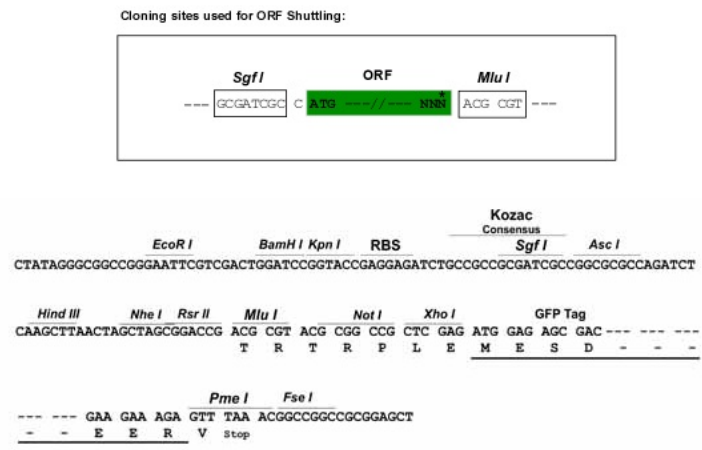 Cloning sites used for ORF Shuttling:
Sgf I ORF Mlu I
--- GCGATCGC C ATG ---//--- NNN* ACG CGT ---
Kozac
Consensus
EcoR I BamH I Kpn I RBS Sgf I Asc I
CTATAGGGCGGCCGGGAATTCGTCGACTGGATCCGGTACCGAGGAGATCTGCCGCCGCGATCGCCGGCGCGCCAGATCT
Hind III Nhe I Rsr II Mlu I Not I Xho I GFP Tag
CAAGCTTAACTAGCTAGCGGACCG ACG CGT ACG CGG CCG CTC GAG ATG GAG AGC GAC--- --- ---
T R T R P L E M E S D - - -
Pme I Fse I
--- --- GAA GAA AGA GTT TAA ACGGCCGGCCGCGGAGCT
- - E E R V Stop